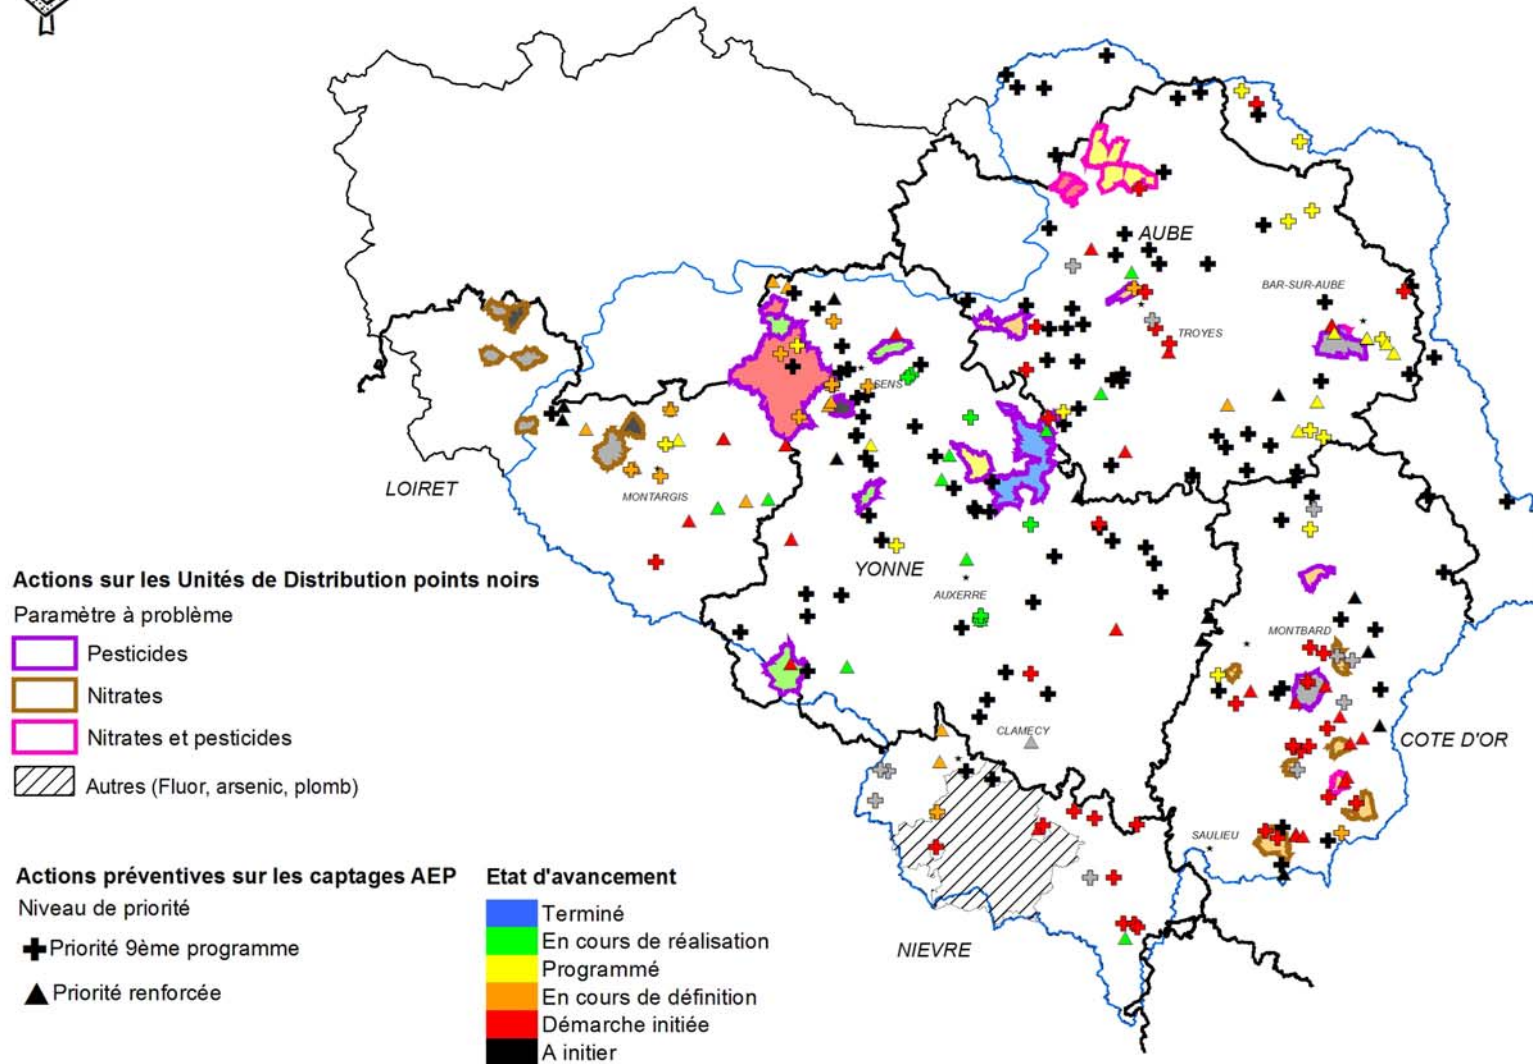 AUBE
BAR-SUR-AUBE
TROYES
SENS
LOIRET
MONTARGIS
YONNE
AUXERRE
MONTBARD
CLAMECY
COTE D'OR
SAULIEU
NIEVRE
Actions sur les Unités de Distribution points noirs
Paramètre à problème
Pesticides
Nitrates
Nitrates et pesticides
Autres (Fluor, arsenic, plomb)
Actions préventives sur les captages AEP
Niveau de priorité
Priorité 9ème programme
Priorité renforcée
Etat d'avancement
Terminé
En cours de réalisation
Programmé
En cours de définition
Démarche initiée
A initier